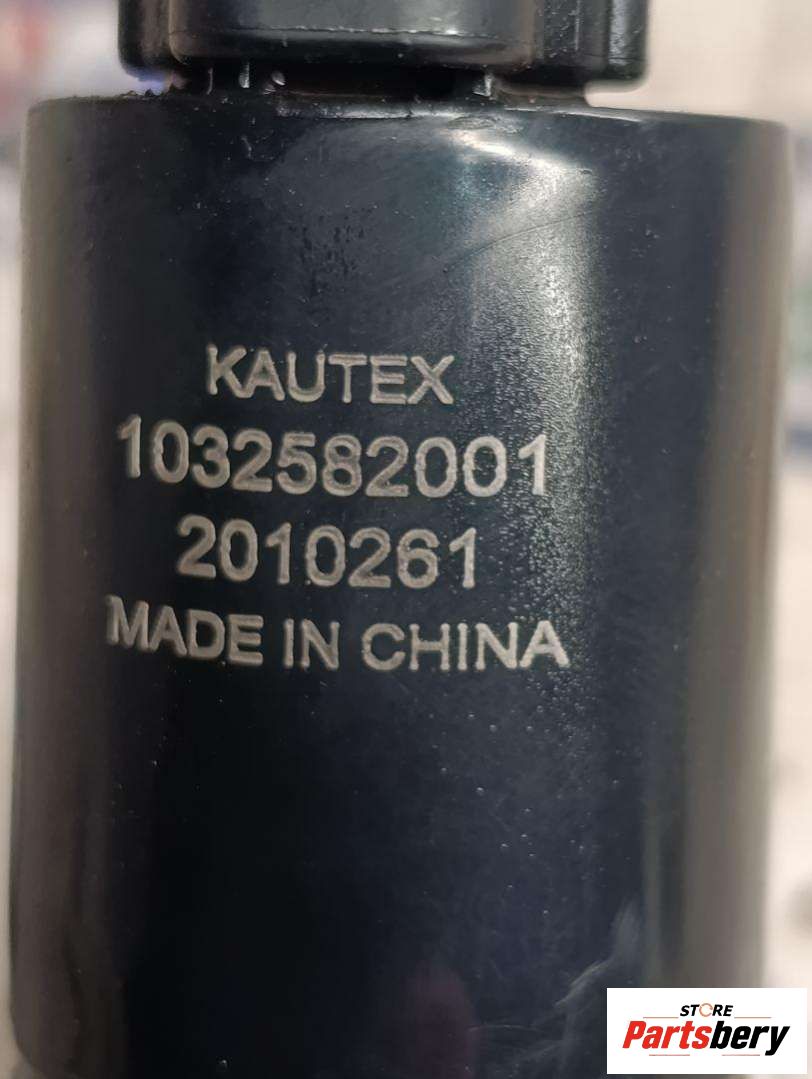 KAUTEX
1032582001
2010261
MADE IN CHINA
STORE
Partsbery